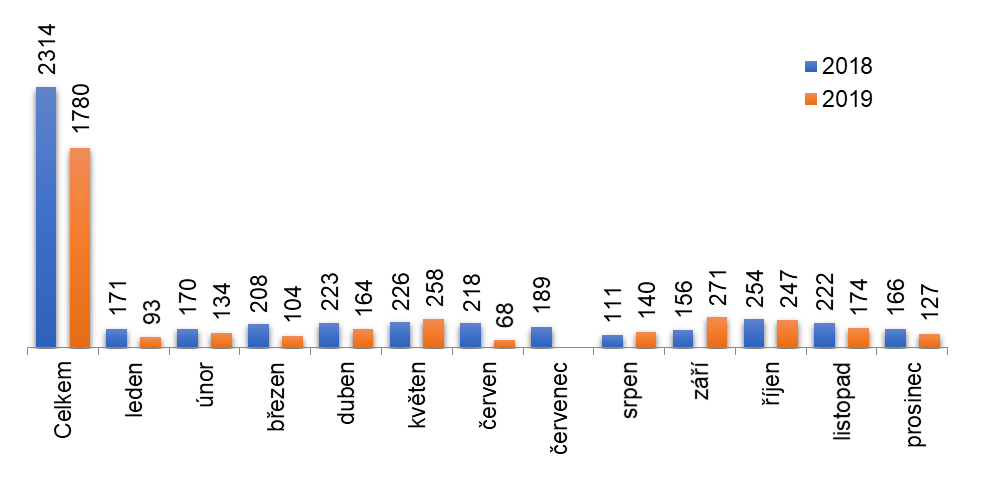 2018
2019
2314
1780
171
93
170
134
208
104
223
164
226
258
218
68
189
111
140
156
271
254
247
222
174
166
127
Celkem
leden
únor
březen
duben
květen
červen
červenec
srpen
září
říjen
listopad
prosinec